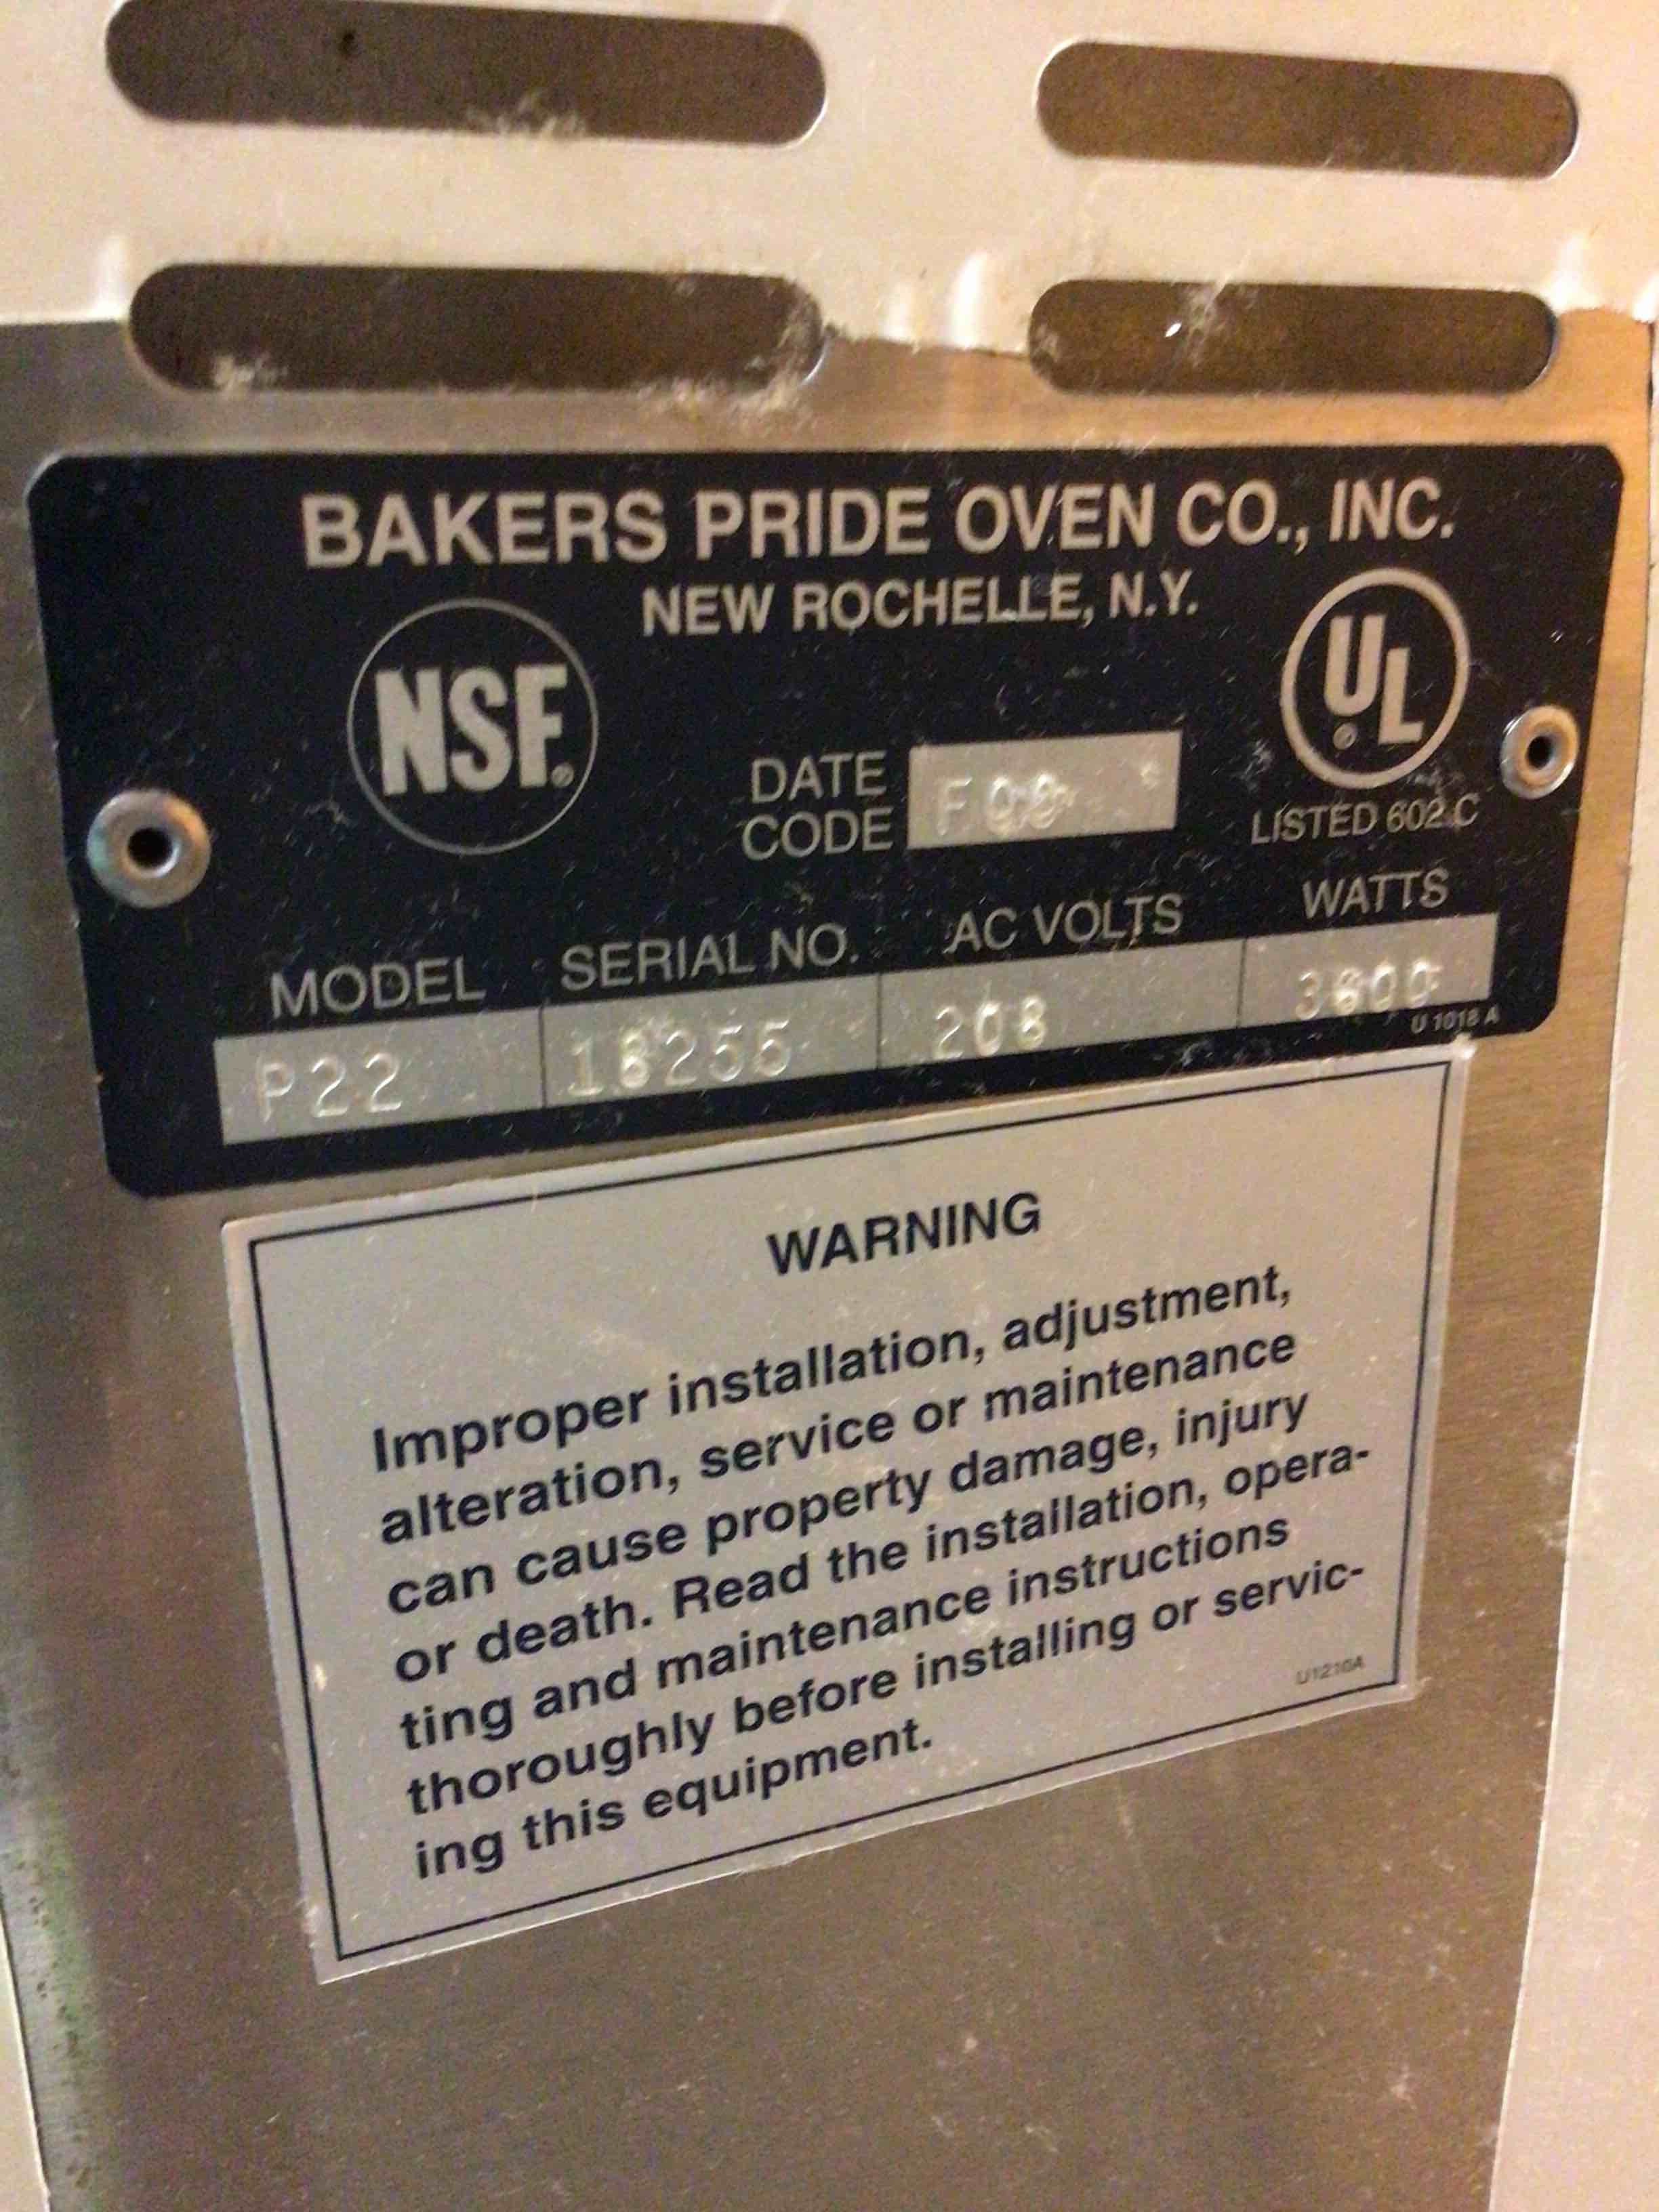 BAKERS PRIDE OVEN CO., INC.
NEW ROCHELLE, N.Y.
NSF®
UL®
DATE CODE
LISTED 602 C
MODEL SERIAL NO. AC VOLTS WATTS
P22 208 3600
U 1018 A
WARNING
Improper installation, adjustment,
alteration, service or maintenance
can cause property damage, injury
or death. Read the installation, opera-
ting and maintenance instructions
thoroughly before installing or servic-
ing this equipment.
U1210A